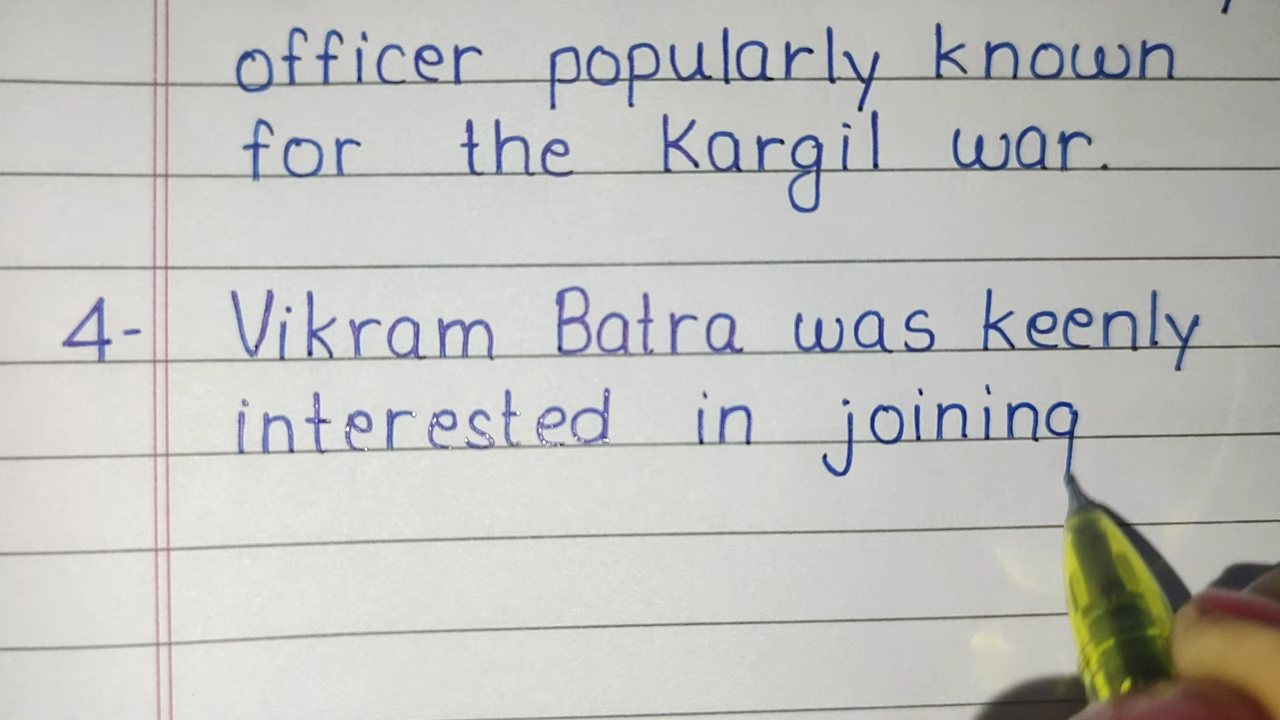 officer popularly known
for the Kargil war.
4- Vikram Batra was keenly
interested in joining